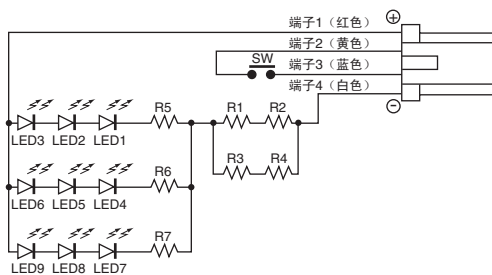 端子1（红色）
端子2（黄色）
SW
端子3（蓝色）
端子4（白色）
R5
R1 R2
LED3 LED2 LED1
R3 R4
R6
LED6 LED5 LED4
R7
LED9 LED8 LED7